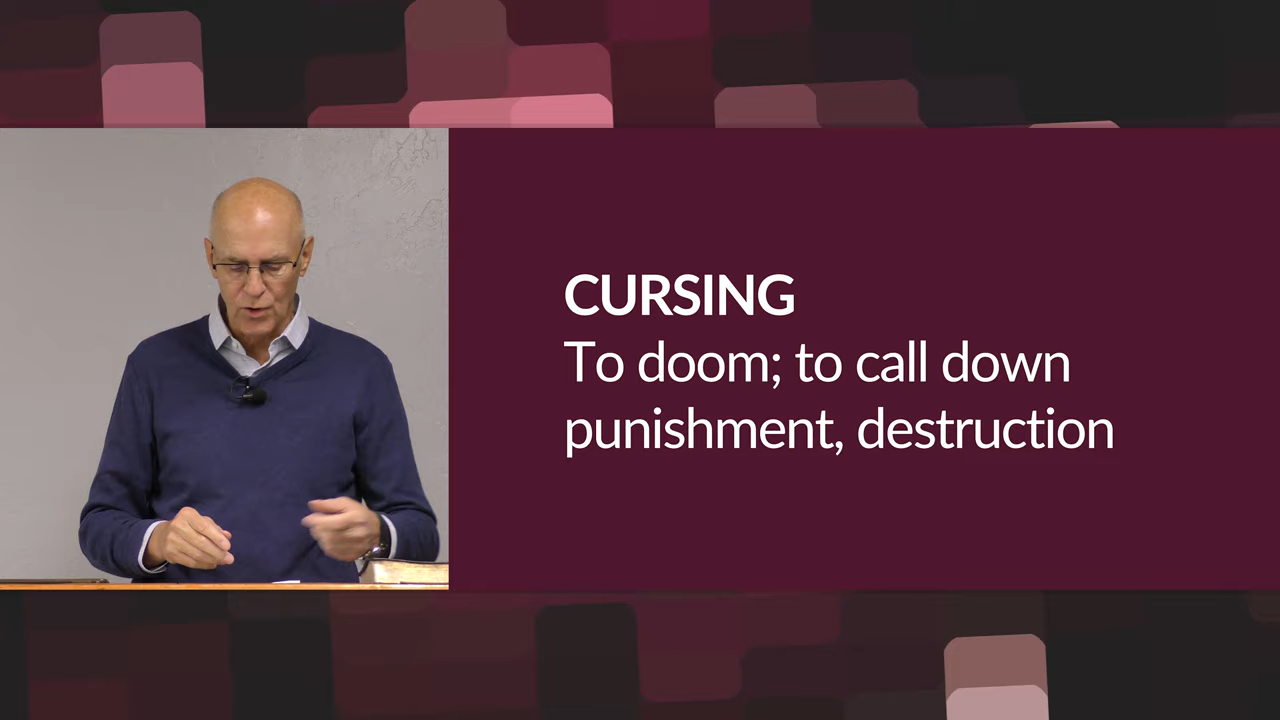 CURSING
To doom; to call down
punishment, destruction